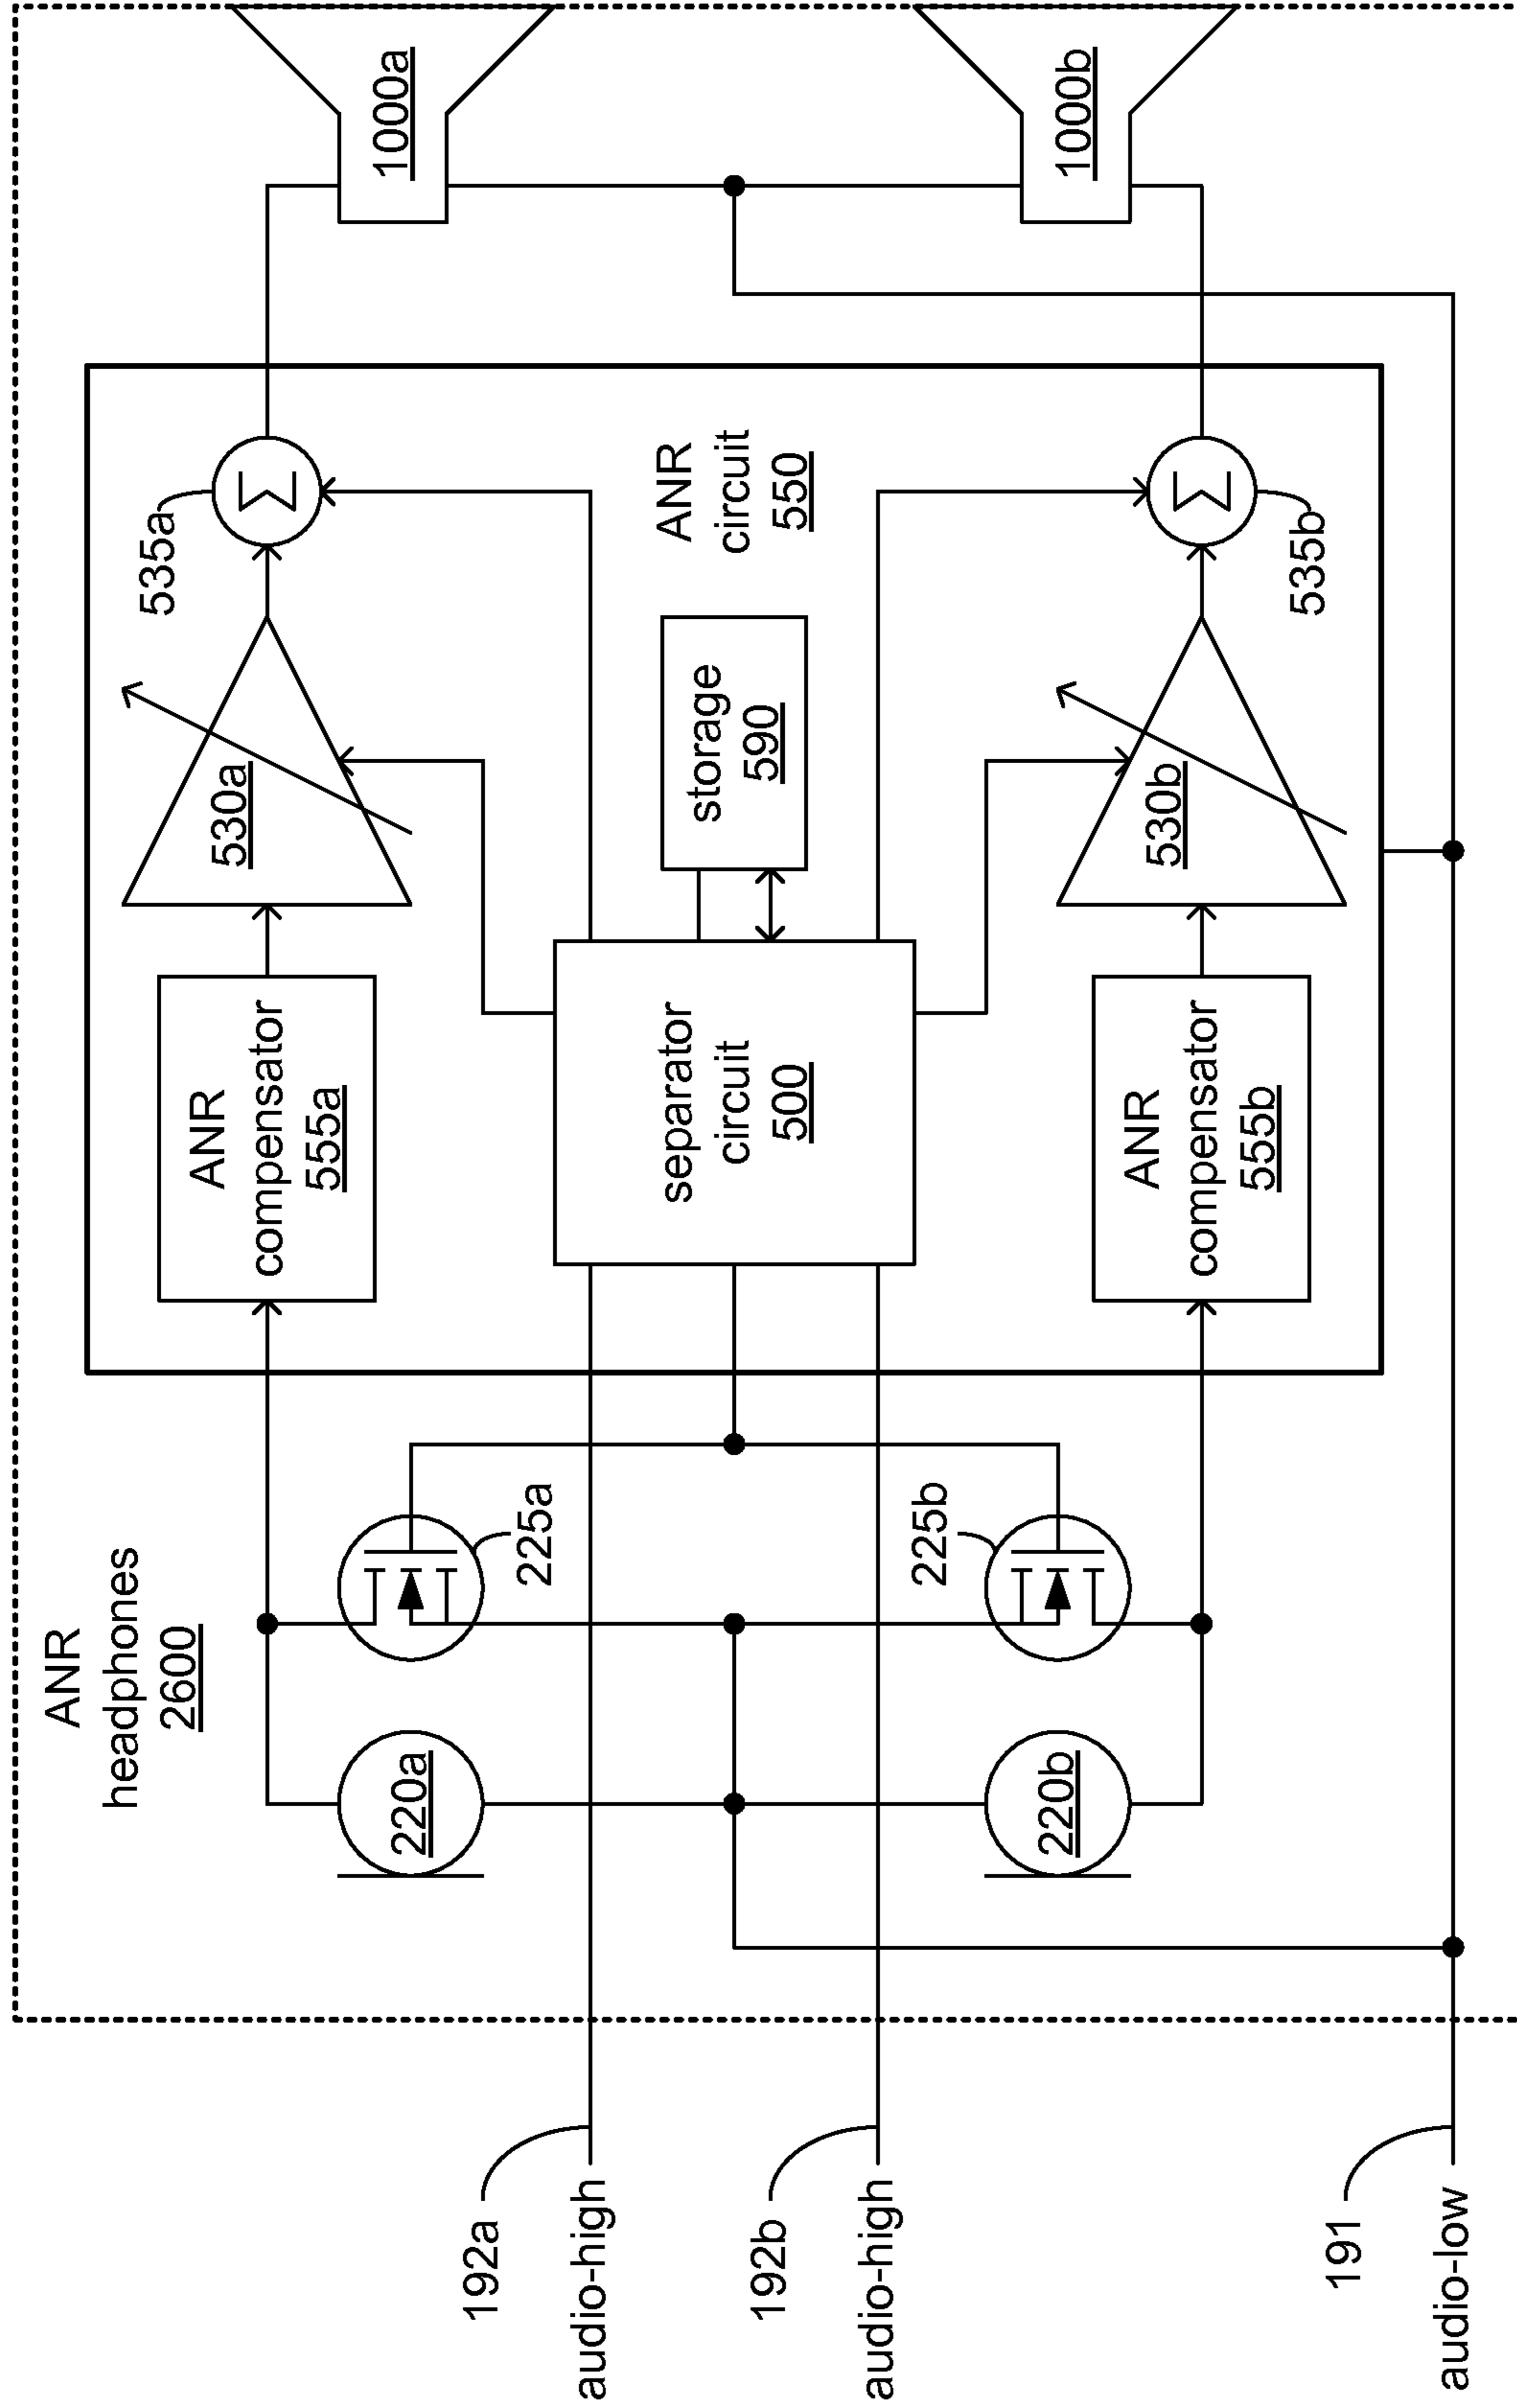 ANR
headphones
2600
192a
audio-high
192b
audio-high
191
audio-low
220a
220b
225a
225b
ANR
compensator
555a
separator
circuit
500
ANR
compensator
555b
530a
storage
590
530b
535a
Σ
ANR
circuit
550
Σ
535b
1000a
1000b